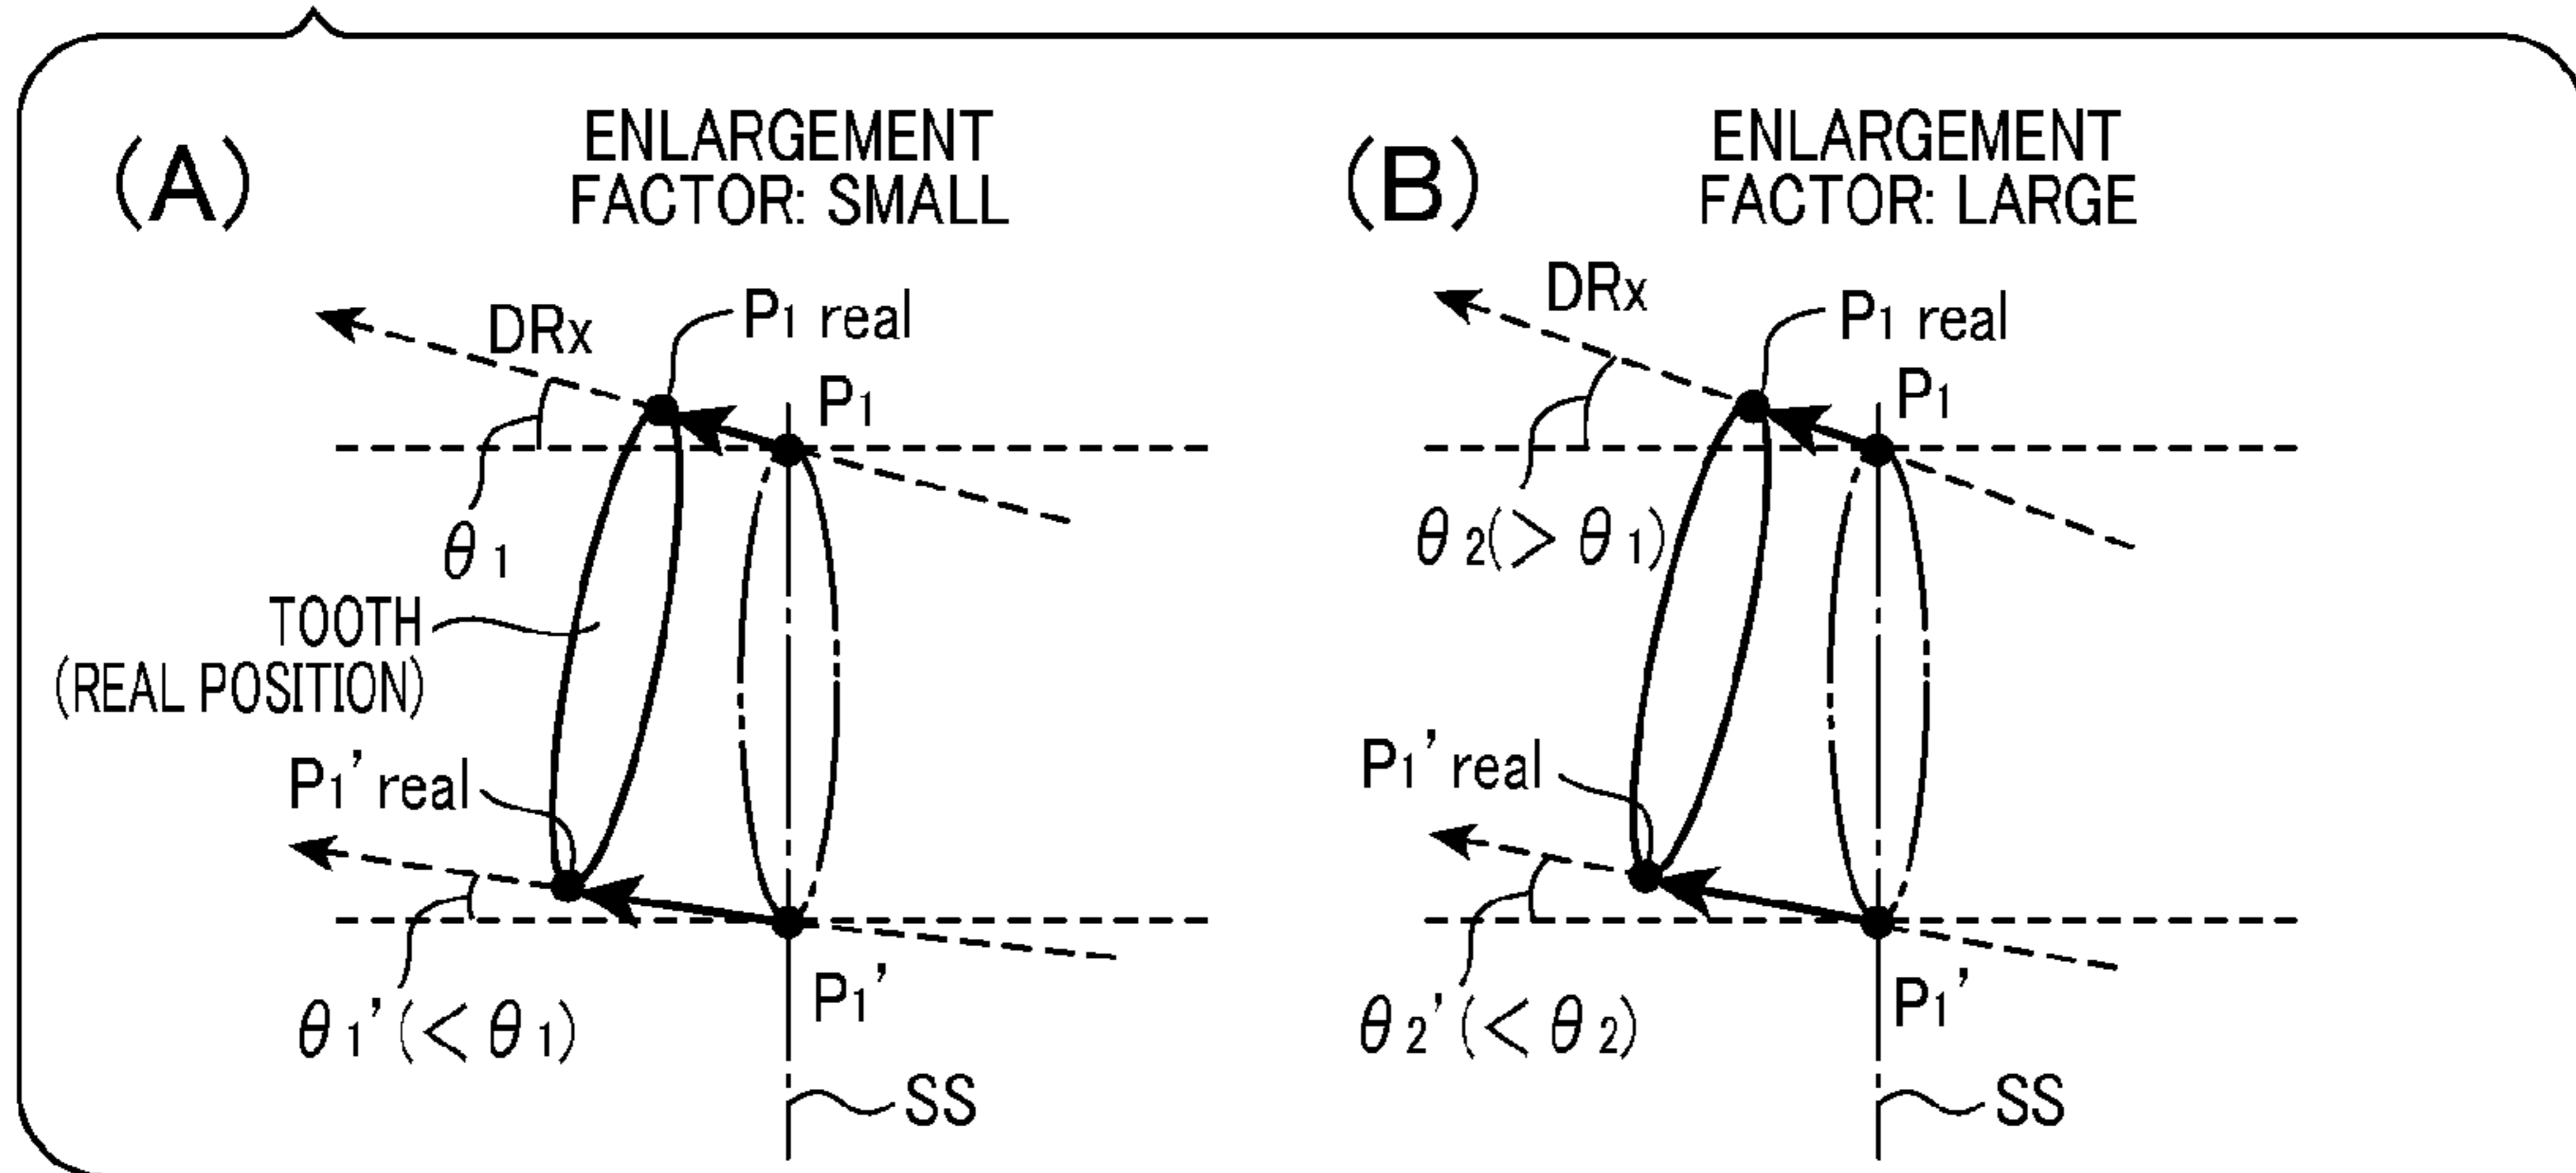 (A)
ENLARGEMENT
FACTOR: SMALL
DRx
P1 real
P1
θ1
TOOTH
(REAL POSITION)
P1' real
θ1' (< θ1)
P1'
SS
(B)
ENLARGEMENT
FACTOR: LARGE
DRx
P1 real
P1
θ2(> θ1)
P1' real
θ2' (< θ2)
P1'
SS